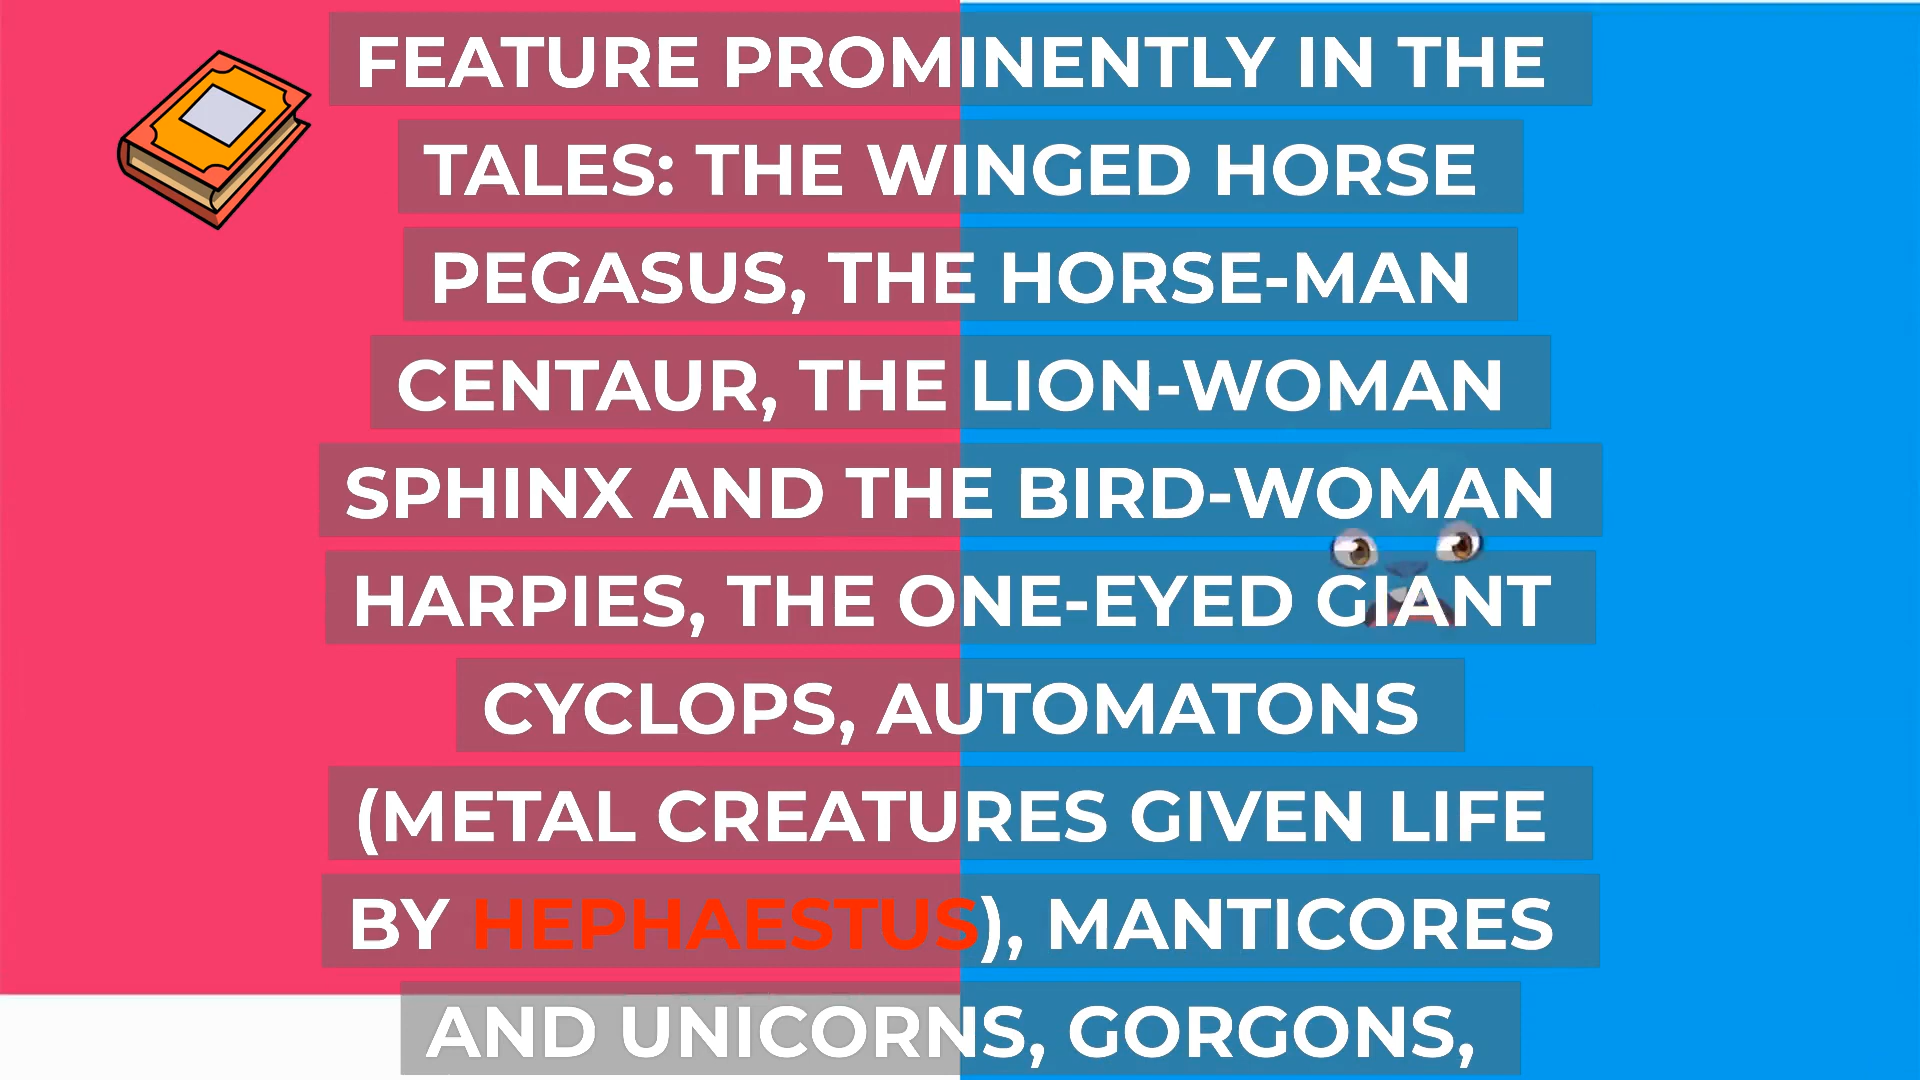 FEATURE PROMINENTLY IN THE
TALES: THE WINGED HORSE
PEGASUS, THE HORSE-MAN
CENTAUR, THE LION-WOMAN
SPHINX AND THE BIRD-WOMAN
HARPIES, THE ONE-EYED GIANT
CYCLOPS, AUTOMATONS
(METAL CREATURES GIVEN LIFE
BY HEPHAESTUS), MANTICORES
AND UNICORNS, GORGONS,